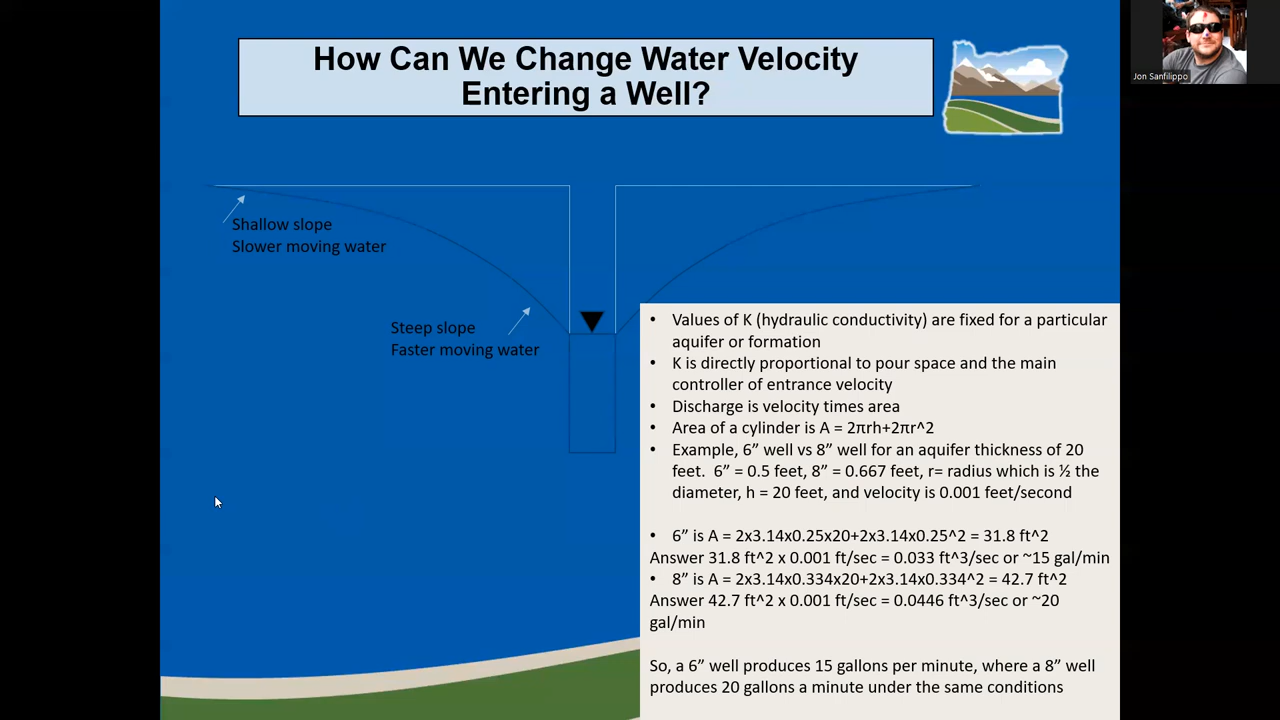 How Can We Change Water Velocity
Entering a Well?
Jon Sanfilippo
Shallow slope
Slower moving water
Steep slope
Faster moving water
• Values of K (hydraulic conductivity) are fixed for a particular
aquifer or formation
• K is directly proportional to pour space and the main
controller of entrance velocity
• Discharge is velocity times area
• Area of a cylinder is A = 2πrh+2πr^2
• Example, 6” well vs 8” well for an aquifer thickness of 20
feet. 6” = 0.5 feet, 8” = 0.667 feet, r= radius which is ½ the
diameter, h = 20 feet, and velocity is 0.001 feet/second
• 6” is A = 2x3.14x0.25x20+2x3.14x0.25^2 = 31.8 ft^2
Answer 31.8 ft^2 x 0.001 ft/sec = 0.033 ft^3/sec or ~15 gal/min
• 8” is A = 2x3.14x0.334x20+2x3.14x0.334^2 = 42.7 ft^2
Answer 42.7 ft^2 x 0.001 ft/sec = 0.0446 ft^3/sec or ~20
gal/min
So, a 6” well produces 15 gallons per minute, where a 8” well
produces 20 gallons a minute under the same conditions